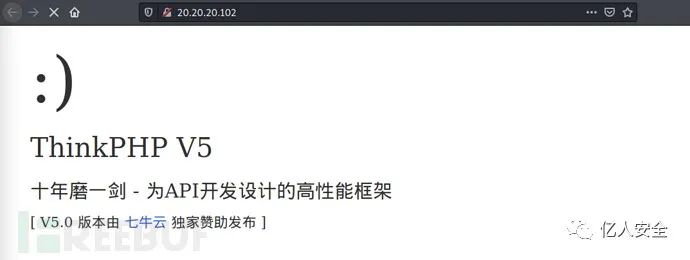 20.20.20.102
:)
ThinkPHP V5
十年磨一剑 - 为API开发设计的高性能框架
[ V5.0 版本由 七牛云 独家赞助发布 ]
FREEBUF
亿人安全